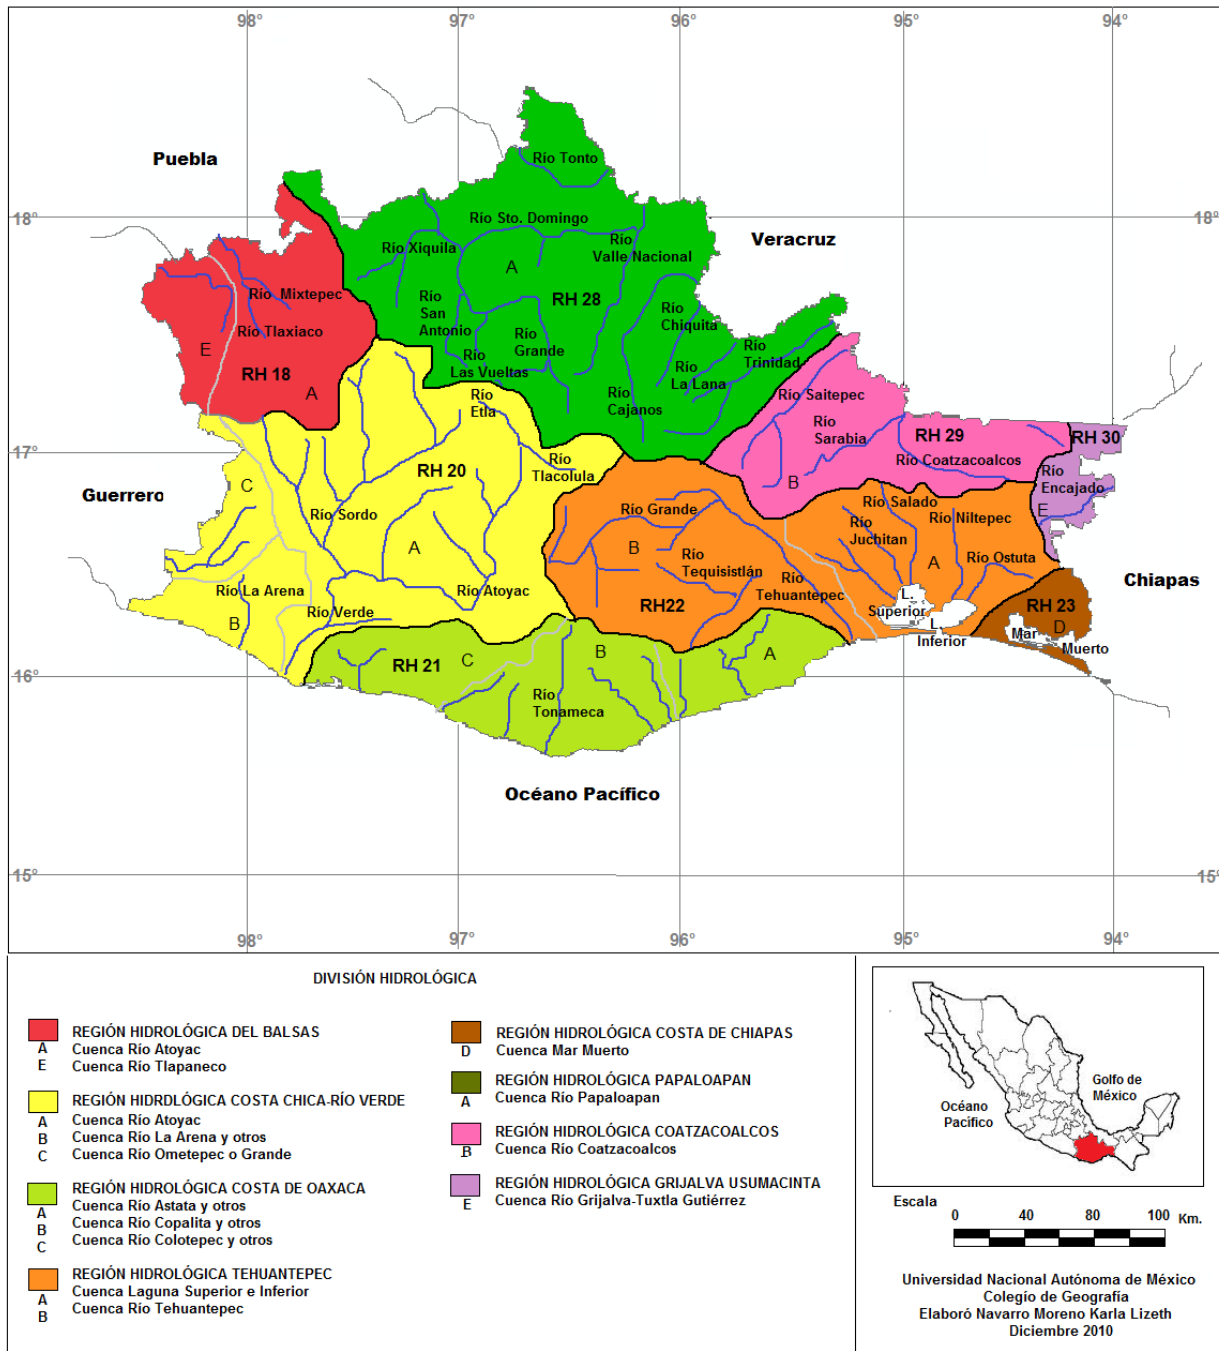 98°
97°
96°
95°
94°
Puebla
Río Tonto
18°
18°
Río Sto. Domingo
Veracruz
Río Xiquila
Río
Valle Nacional
A
Río Mixtepec
Río
San
Antonio
RH 28
Río
Chiquita
Río Tlaxiaco
Río
Grande
E
Río
Trinidad
RH 18
Río
Las Vueltas
Río
La Lana
A
Río
Etla
Río
Cajanos
Río Saitepec
Río
Sarabia
RH 29
RH 30
17°
17°
RH 20
Río
Tlacolula
Río Coatzacoalcos
Guerrero
C
B
Río
Encajado
Río Sordo
Río Grande
Río Salado
E
Río
Juchitan
Río Niltepec
A
B
Río
Tequisistlán
A
Río Ostuta
Chiapas
Río La Arena
Río Atoyac
Río
Tehuantepec
L.
Superior
RH 23
Río Verde
RH22
D
B
L.
Inferior
Mar
Muerto
RH 21
C
B
A
16°
16°
Río
Tonameca
Océano Pacífico
15°
15°
98°
97°
96°
95°
94°
DIVISIÓN HIDROLÓGICA
REGIÓN HIDROLÓGICA DEL BALSAS
A Cuenca Río Atoyac
E Cuenca Río Tlapaneco
REGIÓN HIDRLÓGICA COSTA CHICA-RÍO VERDE
A Cuenca Río Atoyac
B Cuenca Río La Arena y otros
C Cuenca Río Ometepec o Grande
REGIÓN HIDROLÓGICA COSTA DE OAXACA
A Cuenca Río Astata y otros
B Cuenca Río Copalita y otros
C Cuenca Río Colotepec y otros
REGIÓN HIDROLÓGICA TEHUANTEPEC
A Cuenca Laguna Superior e Inferior
B Cuenca Río Tehuantepec
REGIÓN HIDROLÓGICA COSTA DE CHIAPAS
D Cuenca Mar Muerto
REGIÓN HIDROLÓGICA PAPALOAPAN
A Cuenca Río Papaloapan
REGIÓN HIDROLÓGICA COATZACOALCOS
B Cuenca Río Coatzacoalcos
REGIÓN HIDROLÓGICA GRIJALVA USUMACINTA
E Cuenca Río Grijalva-Tuxtla Gutiérrez
Golfo de
México
Océano
Pacífico
Escala
0 40 80 100 Km.
Universidad Nacional Autónoma de México
Colegío de Geografía
Elaboró Navarro Moreno Karla Lizeth
Diciembre 2010